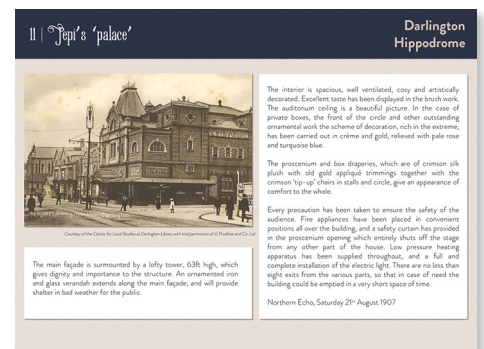 11 | Pepi's 'palace'
Darlington
Hippodrome
Courtesy of the Centre for Local Studies at Darlington Library with kind permission of G Prudhoe and Co. Ltd
The main façade is surmounted by a lofty tower, 63ft high, which
gives dignity and importance to the structure. An ornamented iron
and glass verandah extends along the main façade, and will provide
shelter in bad weather for the public.
The interior is spacious, well ventilated, cosy and artistically
decorated. Excellent taste has been displayed in the brush work.
The auditorium ceiling is a beautiful picture. In the case of
private boxes, the front of the circle and other outstanding
ornamental work the scheme of decoration, rich in the extreme,
has been carried out in crème and gold, relieved with pale rose
and turquoise blue.
The proscenium and box draperies, which are of crimson silk
plush with old gold appliqué trimmings together with the
crimson 'tip-up' chairs in stalls and circle, give an appearance of
comfort to the whole.
Every precaution has been taken to ensure the safety of the
audience. Fire appliances have been placed in convenient
positions all over the building, and a safety curtain has provided
in the proscenium opening which entirely shuts off the stage
from any other part of the house. Low pressure heating
apparatus has been supplied throughout, and a full and
complete installation of the electric light. There are no less than
eight exits from the various parts, so that in case of need the
building could be emptied in a very short space of time.
Northern Echo, Saturday 21st August 1907